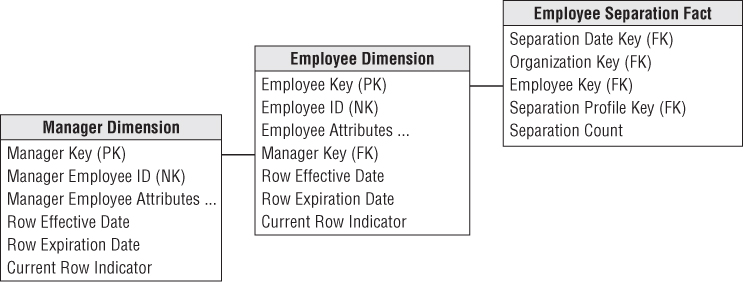 Manager Dimension
Manager Key (PK)
Manager Employee ID (NK)
Manager Employee Attributes ...
Row Effective Date
Row Expiration Date
Current Row Indicator
Employee Dimension
Employee Key (PK)
Employee ID (NK)
Employee Attributes ...
Manager Key (FK)
Row Effective Date
Row Expiration Date
Current Row Indicator
Employee Separation Fact
Separation Date Key (FK)
Organization Key (FK)
Employee Key (FK)
Separation Profile Key (FK)
Separation Count